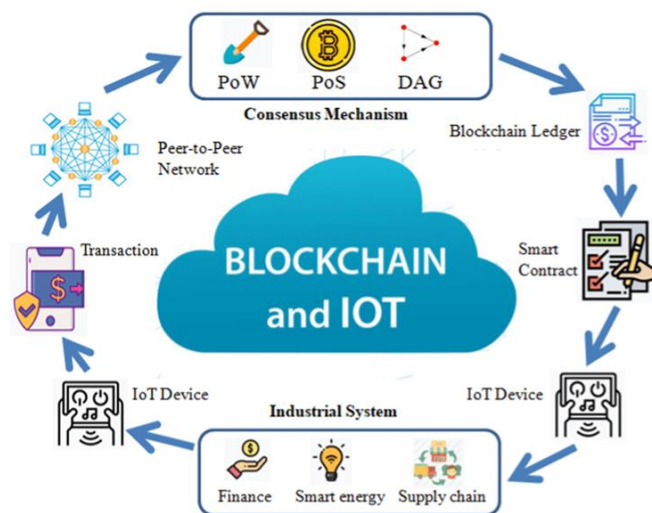 PoW PoS DAG
Consensus Mechanism
Peer-to-Peer
Network
Blockchain Ledger
Transaction
BLOCKCHAIN
and IOT
Smart
Contract
IoT Device
IoT Device
Industrial System
Finance Smart energy Supply chain